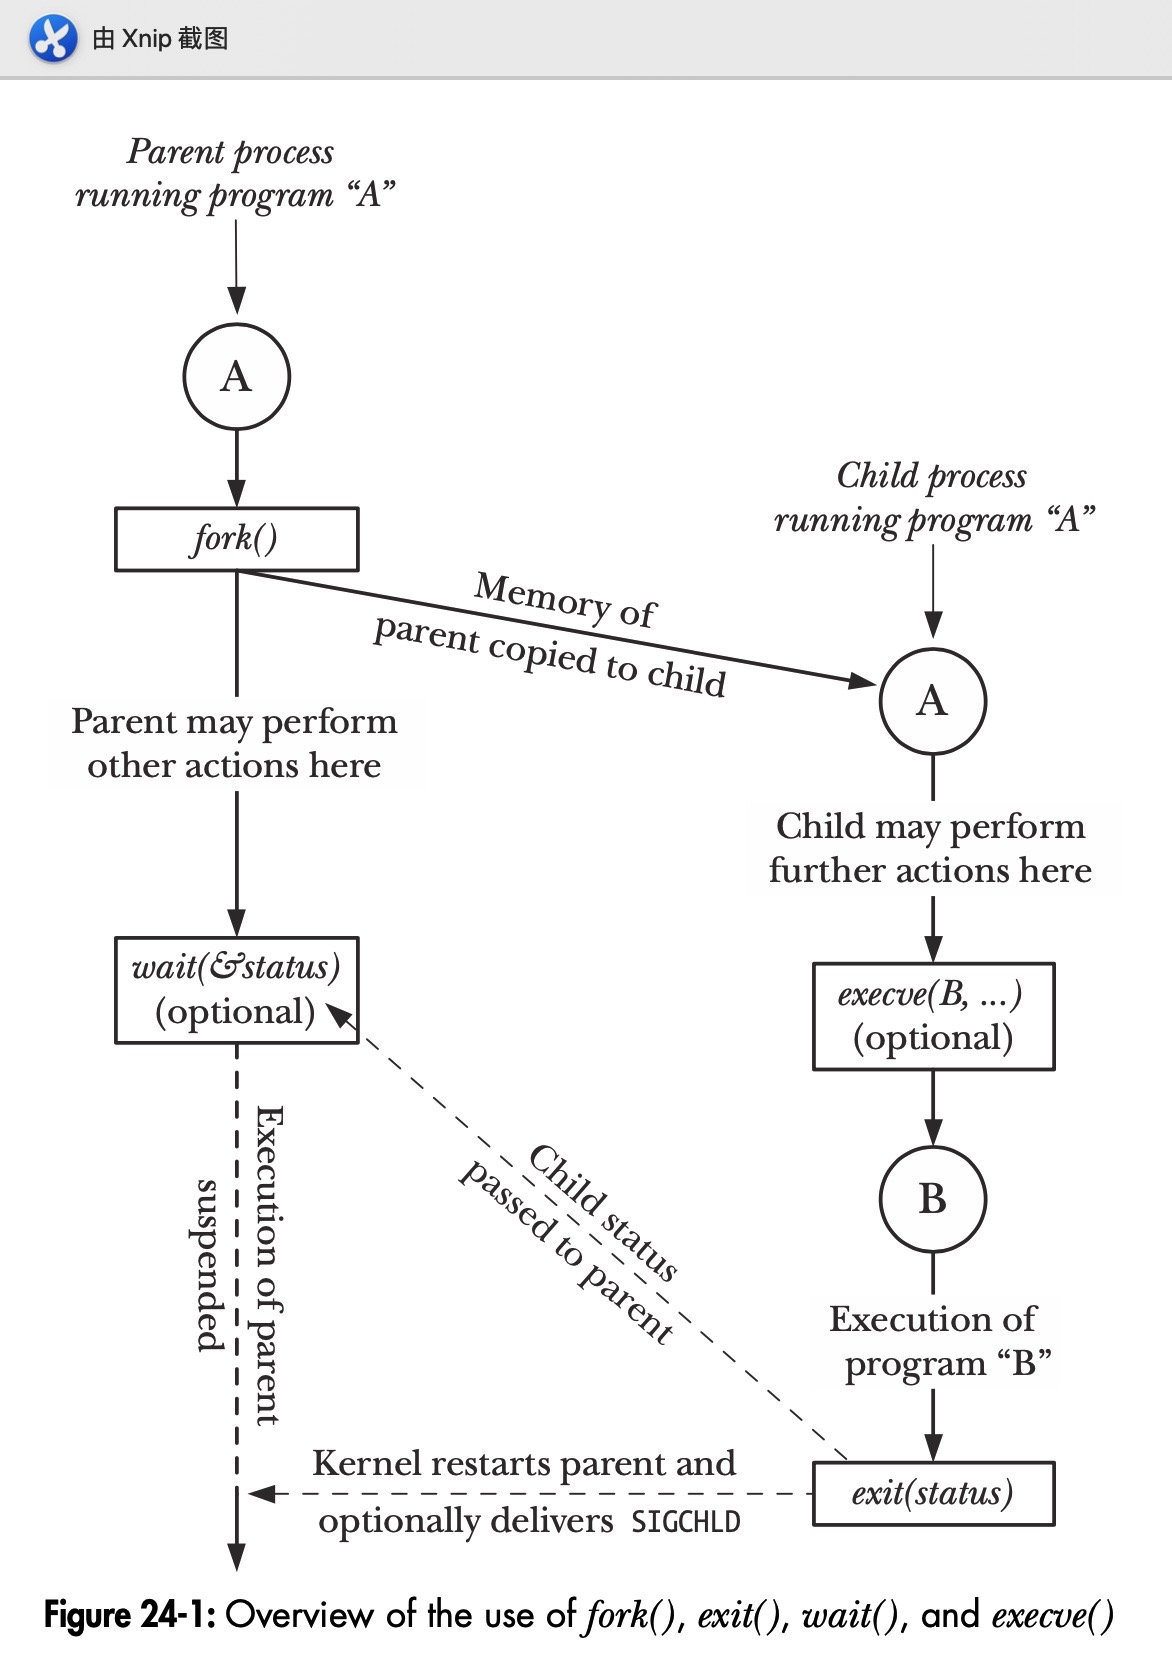 由 Xnip 截图
Parent process
running program “A”
A
fork()
Child process
running program “A”
Memory of
parent copied to child
A
Parent may perform
other actions here
Child may perform
further actions here
wait(&status)
(optional)
execve(B, ...)
(optional)
B
Execution of parent
suspended
Child status
passed to parent
Execution of
program “B”
Kernel restarts parent and
optionally delivers SIGCHLD
exit(status)
Figure 24-1: Overview of the use of fork(), exit(), wait(), and execve()